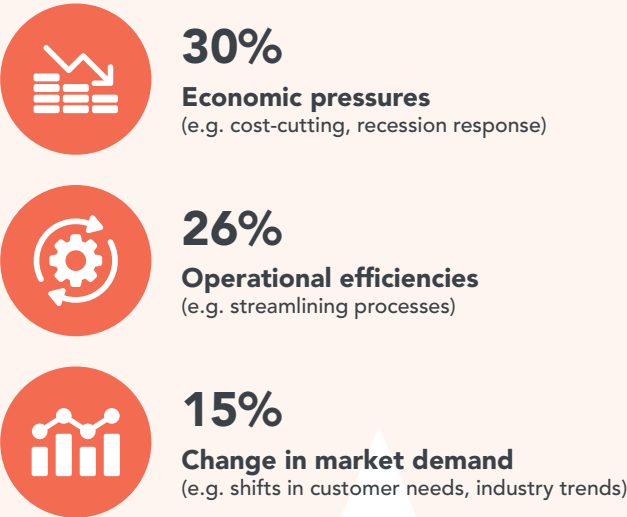 30%
Economic pressures
(e.g. cost-cutting, recession response)
26%
Operational efficiencies
(e.g. streamlining processes)
15%
Change in market demand
(e.g. shifts in customer needs, industry trends)